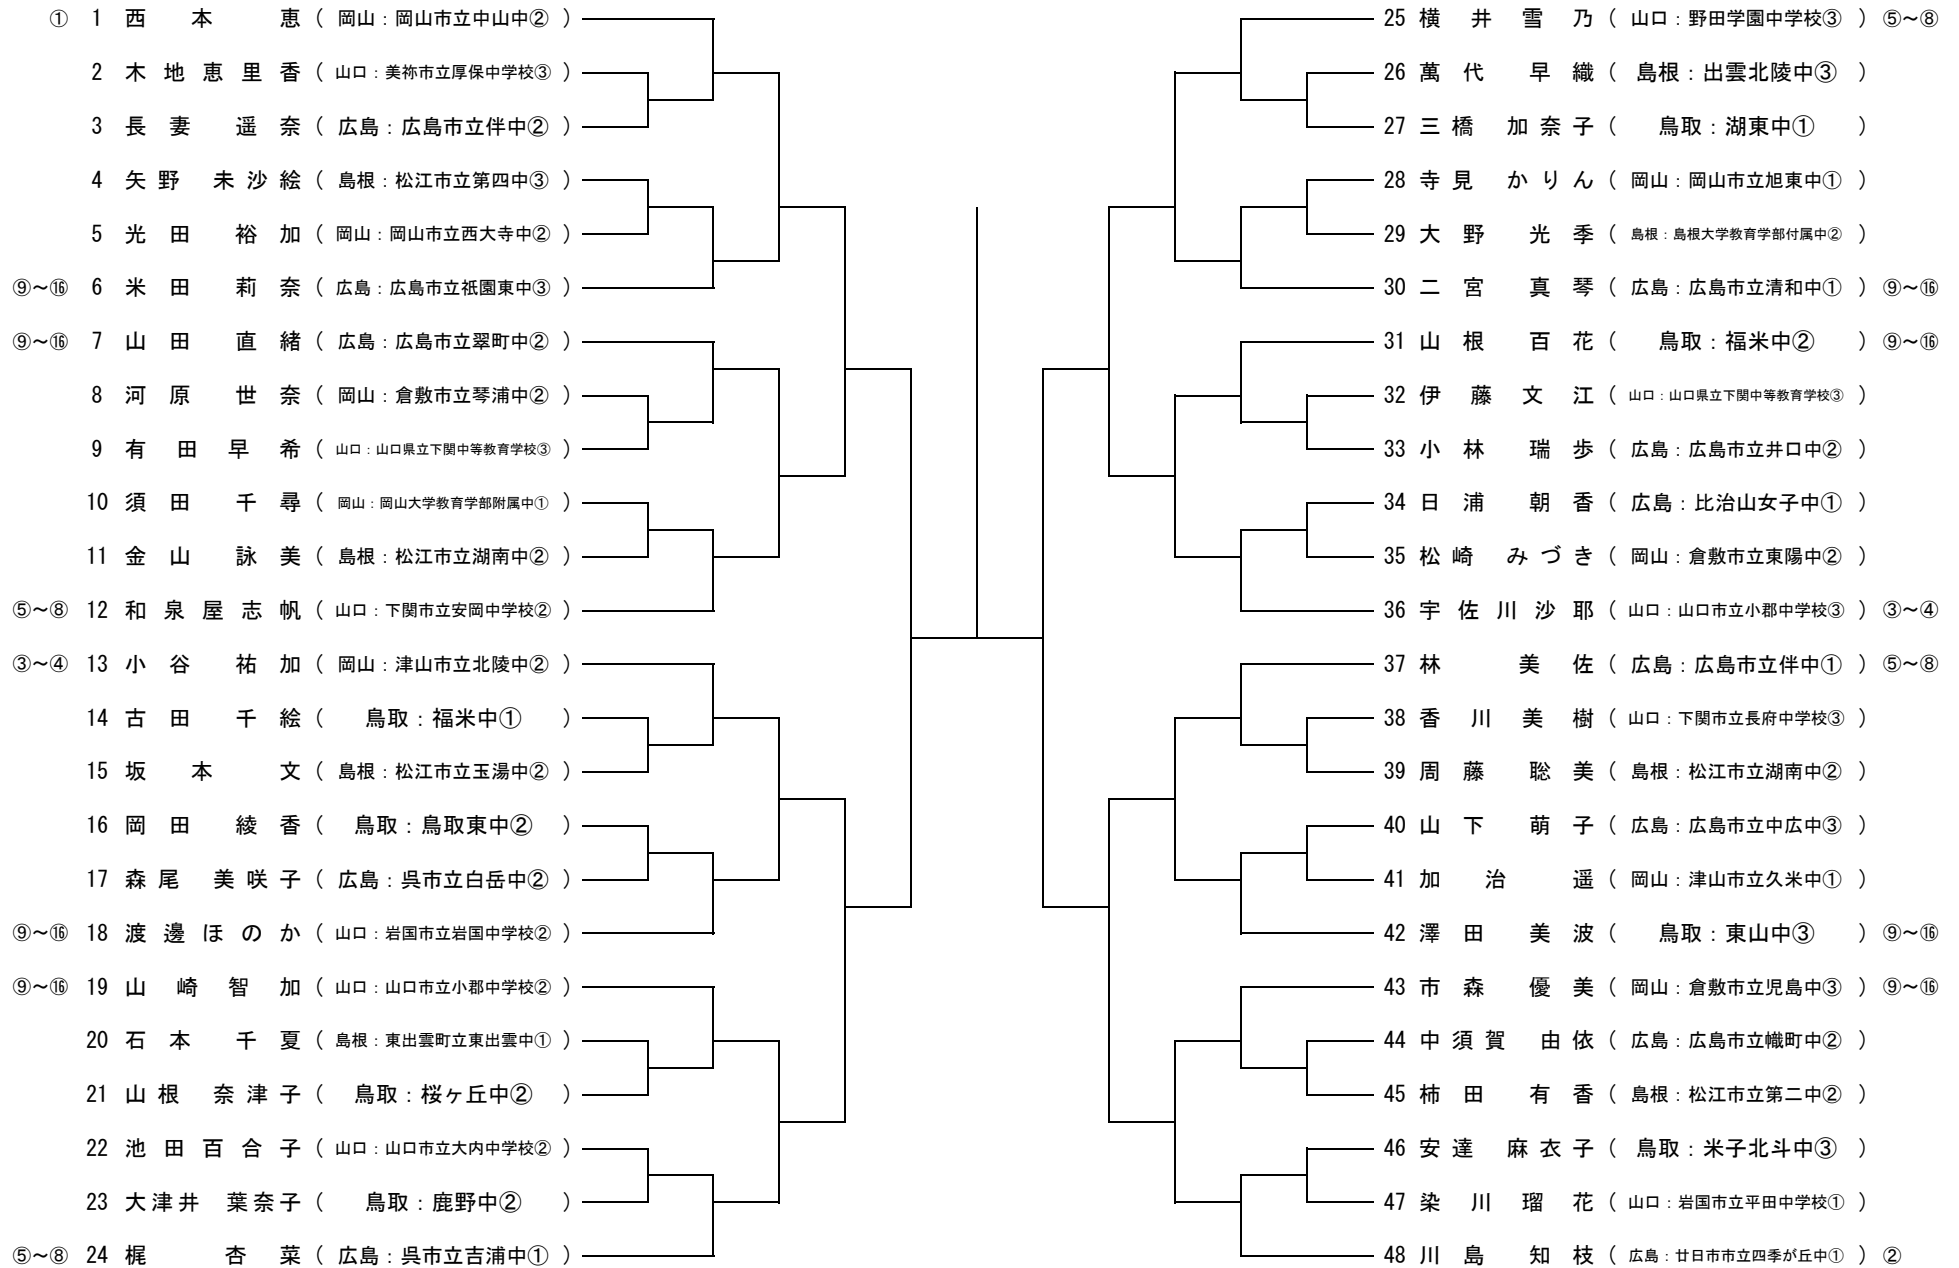 ① 1 西本 恵 (岡山：岡山市立中山中②)
2 木地恵里香 (山口：美祢市立厚保中学校③)
3 長妻 遥奈 (広島：広島市立伴中②)
4 矢野 未沙絵 (島根：松江市立第四中③)
5 光田 裕加 (岡山：岡山市立西大寺中②)
⑨～⑯ 6 米田 莉奈 (広島：広島市立祇園東中③)
⑨～⑯ 7 山田 直緒 (広島：広島市立翠町中②)
8 河原 世奈 (岡山：倉敷市立琴浦中②)
9 有田早希 (山口：山口県立下関中等教育学校③)
10 須田 千尋 (岡山：岡山大学教育学部附属中①)
11 金山 詠美 (島根：松江市立湖南中②)
⑤～⑧ 12 和泉屋志帆 (山口：下関市立安岡中学校②)
③～④ 13 小谷 祐加 (岡山：津山市立北陵中②)
14 古田 千絵 (鳥取：福米中①)
15 坂本 文 (島根：松江市立玉湯中②)
16 岡田 綾香 (鳥取：鳥取東中②)
17 森尾 美咲子 (広島：呉市立白岳中②)
⑨～⑯ 18 渡邊ほのか (山口：岩国市立岩国中学校②)
⑨～⑯ 19 山崎智加 (山口：山口市立小郡中学校②)
20 石本 千夏 (島根：東出雲町立東出雲中①)
21 山根 奈津子 (鳥取：桜ヶ丘中②)
22 池田百合子 (山口：山口市立大内中学校②)
23 大津井 葉奈子 (鳥取：鹿野中②)
⑤～⑧ 24 梶 杏菜 (広島：呉市立吉浦中①)
25 横井雪乃 (山口：野田学園中学校③) ⑤～⑧
26 萬代 早織 (島根：出雲北陵中③)
27 三橋 加奈子 (鳥取：湖東中①)
28 寺見 かりん (岡山：岡山市立旭東中①)
29 大野 光季 (島根：島根大学教育学部付属中②)
30 二宮 真琴 (広島：広島市立清和中①) ⑨～⑯
31 山根 百花 (鳥取：福米中②) ⑨～⑯
32 伊藤文江 (山口：山口県立下関中等教育学校③)
33 小林 瑞歩 (広島：広島市立井口中②)
34 日浦 朝香 (広島：比治山女子中①)
35 松崎 みづき (岡山：倉敷市立東陽中②)
36 宇佐川沙耶 (山口：山口市立小郡中学校③) ③～④
37 林 美佐 (広島：広島市立伴中①) ⑤～⑧
38 香川美樹 (山口：下関市立長府中学校③)
39 周藤 聡美 (島根：松江市立湖南中②)
40 山下 萌子 (広島：広島市立中広中③)
41 加治 遥 (岡山：津山市立久米中①)
42 澤田 美波 (鳥取：東山中③) ⑨～⑯
43 市森 優美 (岡山：倉敷市立児島中③) ⑨～⑯
44 中須賀 由依 (広島：広島市立幟町中②)
45 柿田 有香 (島根：松江市立第二中②)
46 安達 麻衣子 (鳥取：米子北斗中③)
47 染川瑠花 (山口：岩国市立平田中学校①)
48 川島 知枝 (広島：廿日市市立四季が丘中①) ②